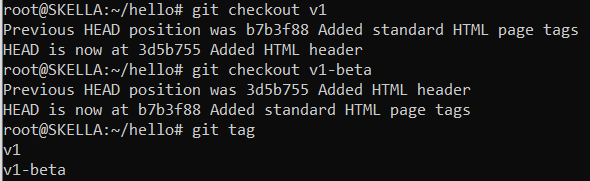 root@SKELLA:~/hello# git checkout v1
Previous HEAD position was b7b3f88 Added standard HTML page tags
HEAD is now at 3d5b755 Added HTML header
root@SKELLA:~/hello# git checkout v1-beta
Previous HEAD position was 3d5b755 Added HTML header
HEAD is now at b7b3f88 Added standard HTML page tags
root@SKELLA:~/hello# git tag
v1
v1-beta